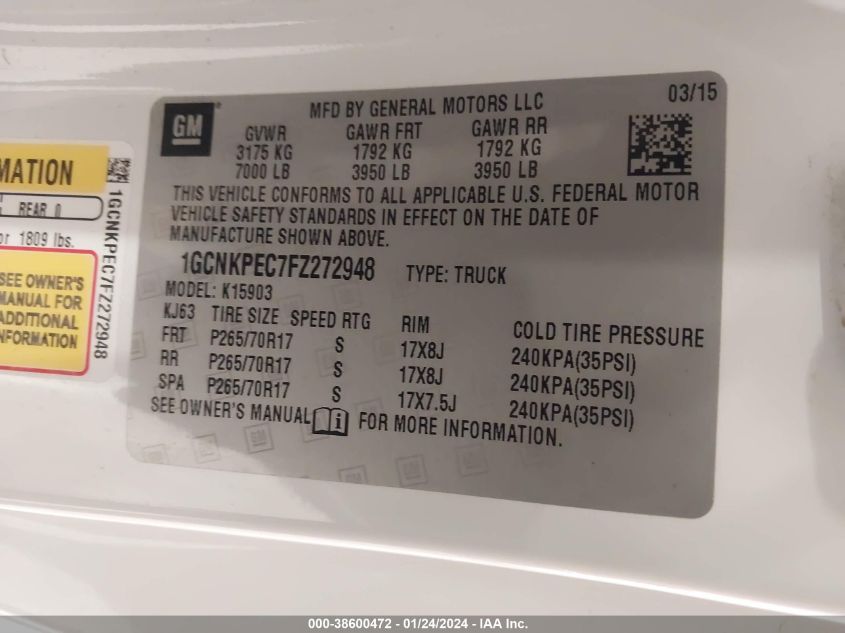 MATION
REAR 0
or 1809 lbs.
SEE OWNER'S
MANUAL FOR
ADDITIONAL
INFORMATION
1GCNKPEC7FZ272948
GM
MFD BY GENERAL MOTORS LLC
03/15
GVWR GAWR FRT GAWR RR
3175 KG 1792 KG 1792 KG
7000 LB 3950 LB 3950 LB
THIS VEHICLE CONFORMS TO ALL APPLICABLE U.S. FEDERAL MOTOR
VEHICLE SAFETY STANDARDS IN EFFECT ON THE DATE OF
MANUFACTURE SHOWN ABOVE.
1GCNKPEC7FZ272948 TYPE: TRUCK
MODEL: K15903
KJ63 TIRE SIZE SPEED RTG RIM COLD TIRE PRESSURE
FRT P265/70R17 S 17X8J 240KPA(35PSI)
RR P265/70R17 S 17X8J 240KPA(35PSI)
SPA P265/70R17 S 17X7.5J 240KPA(35PSI)
SEE OWNER'S MANUAL FOR MORE INFORMATION.
000-38600472 - 01/24/2024 - IAA Inc.